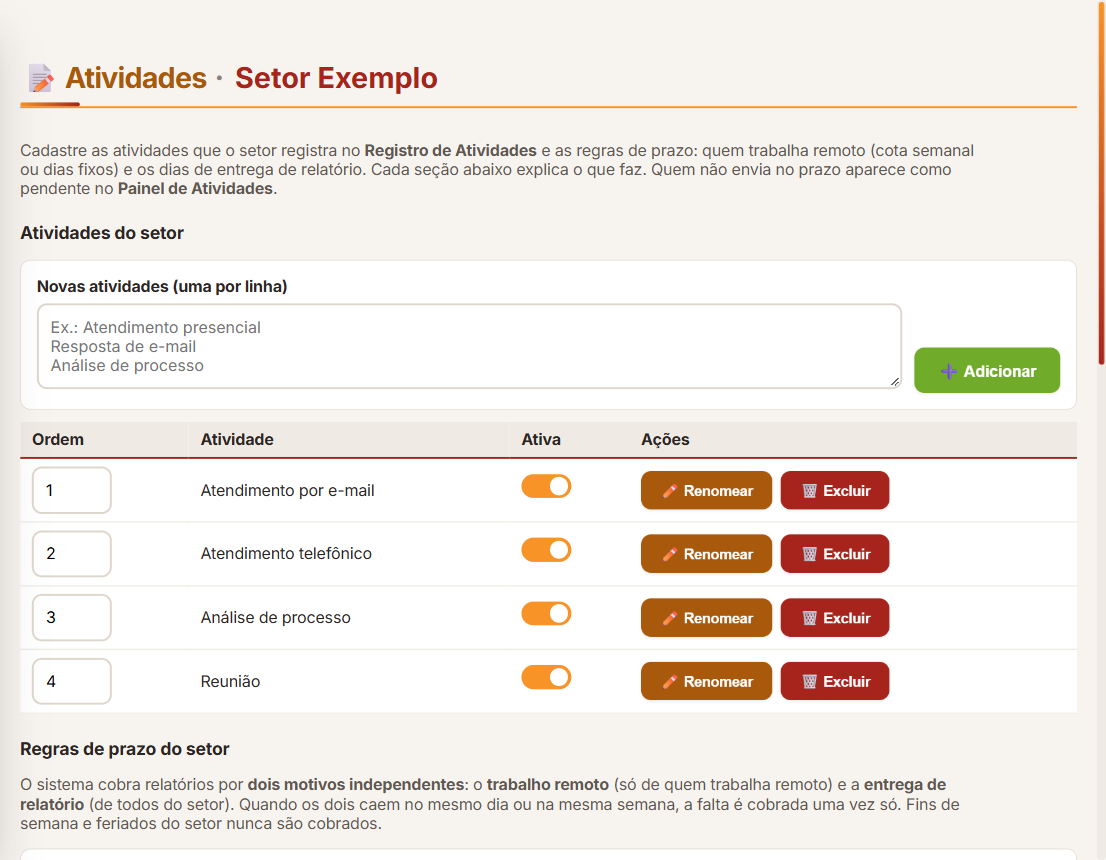 Atividades · Setor Exemplo
Cadastre as atividades que o setor registra no Registro de Atividades e as regras de prazo: quem trabalha remoto (cota semanal
ou dias fixos) e os dias de entrega de relatório. Cada seção abaixo explica o que faz. Quem não envia no prazo aparece como
pendente no Painel de Atividades.
Atividades do setor
Novas atividades (uma por linha)
Ex.: Atendimento presencial
Resposta de e-mail
Análise de processo
Adicionar
Ordem Atividade Ativa Ações
1 Atendimento por e-mail Renomear Excluir
2 Atendimento telefônico Renomear Excluir
3 Análise de processo Renomear Excluir
4 Reunião Renomear Excluir
Regras de prazo do setor
O sistema cobra relatórios por dois motivos independentes: o trabalho remoto (só de quem trabalha remoto) e a entrega de
relatório (de todos do setor). Quando os dois caem no mesmo dia ou na mesma semana, a falta é cobrada uma vez só. Fins de
semana e feriados do setor nunca são cobrados.